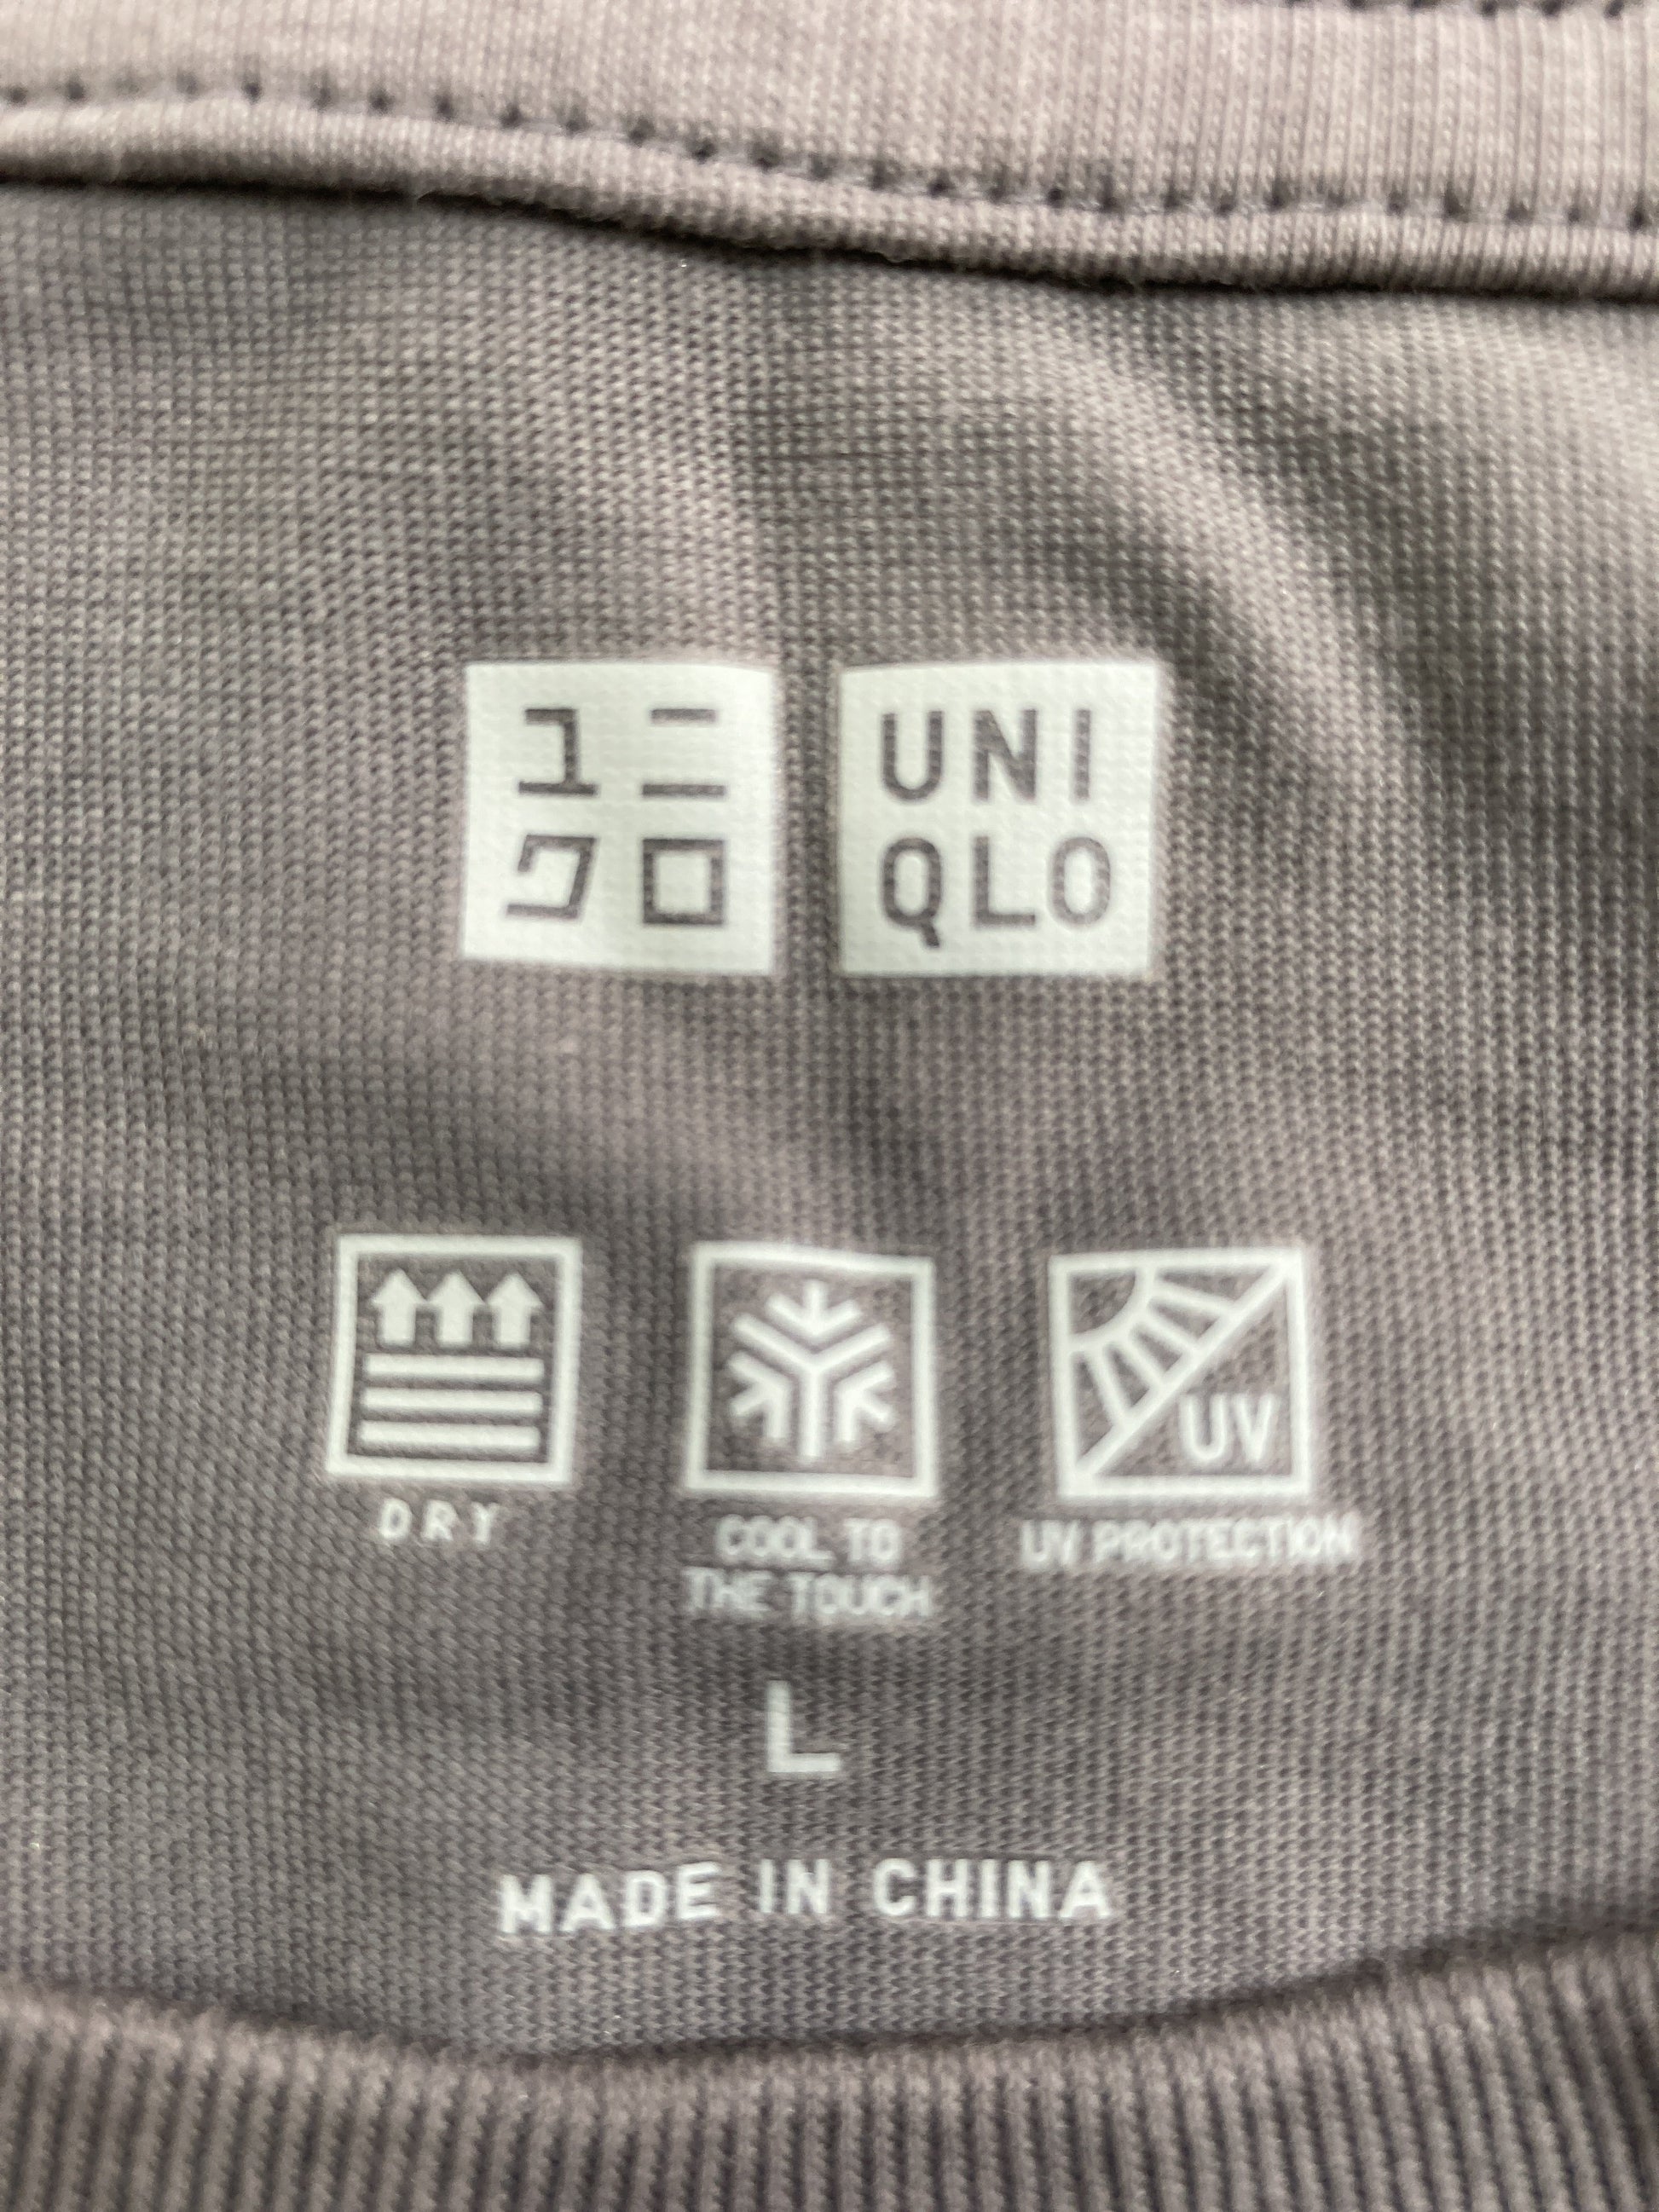 ユニ
クロ
UNI
QLO
UV
DRY
COOL TO
THE TOUCH
UV PROTECTION
L
MADE IN CHINA